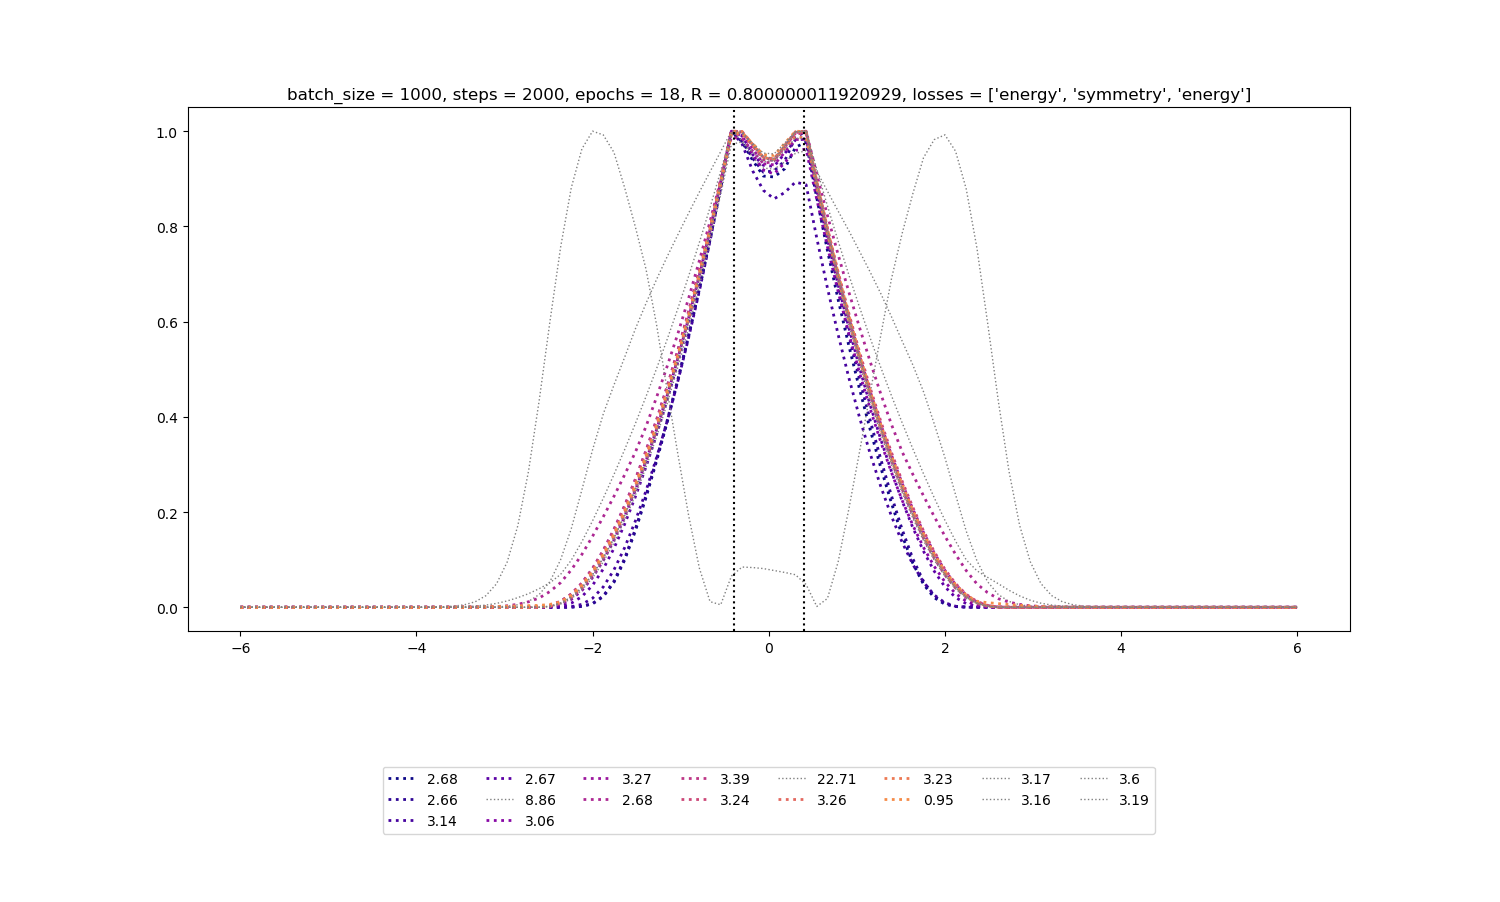 batch_size = 1000, steps = 2000, epochs = 18, R = 0.800000011920929, losses = ['energy', 'symmetry', 'energy']
1.0
0.8
0.6
0.4
0.2
0.0
−6 −4 −2 0 2 4 6
2.68 2.67 3.27 3.39 22.71 3.23 3.17 3.6
2.66 8.86 2.68 3.24 3.26 0.95 3.16 3.19
3.14 3.06